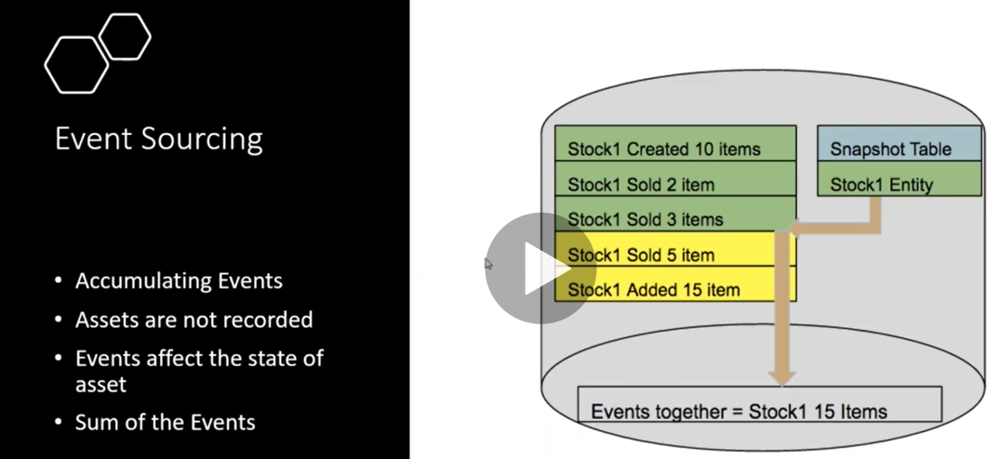 Event Sourcing
• Accumulating Events
• Assets are not recorded
• Events affect the state of
asset
• Sum of the Events
Stock1 Created 10 items
Stock1 Sold 2 item
Stock1 Sold 3 items
Stock1 Sold 5 item
Stock1 Added 15 item
Snapshot Table
Stock1 Entity
Events together = Stock1 15 Items